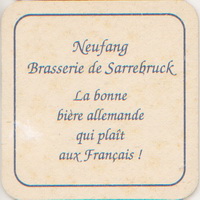 Neufang
Brasserie de Sarrebruck
La bonne
bière allemande
qui plaît
aux Français !